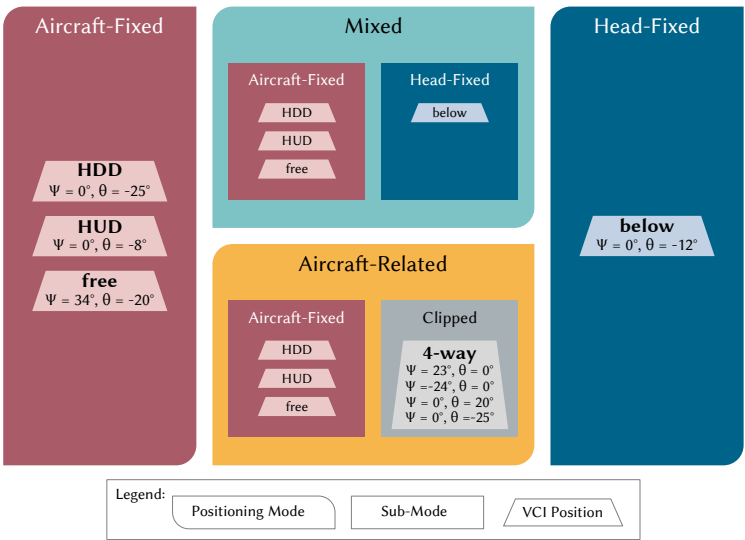 Aircraft-Fixed
HDD
Ψ = 0°, θ = -25°
HUD
Ψ = 0°, θ = -8°
free
Ψ = 34°, θ = -20°
Mixed
Aircraft-Fixed
HDD
HUD
free
Head-Fixed
below
Aircraft-Related
Aircraft-Fixed
HDD
HUD
free
Clipped
4-way
Ψ = 23°, θ = 0°
Ψ =-24°, θ = 0°
Ψ = 0°, θ = 20°
Ψ = 0°, θ =-25°
Head-Fixed
below
Ψ = 0°, θ = -12°
Legend:
Positioning Mode
Sub-Mode
VCI Position